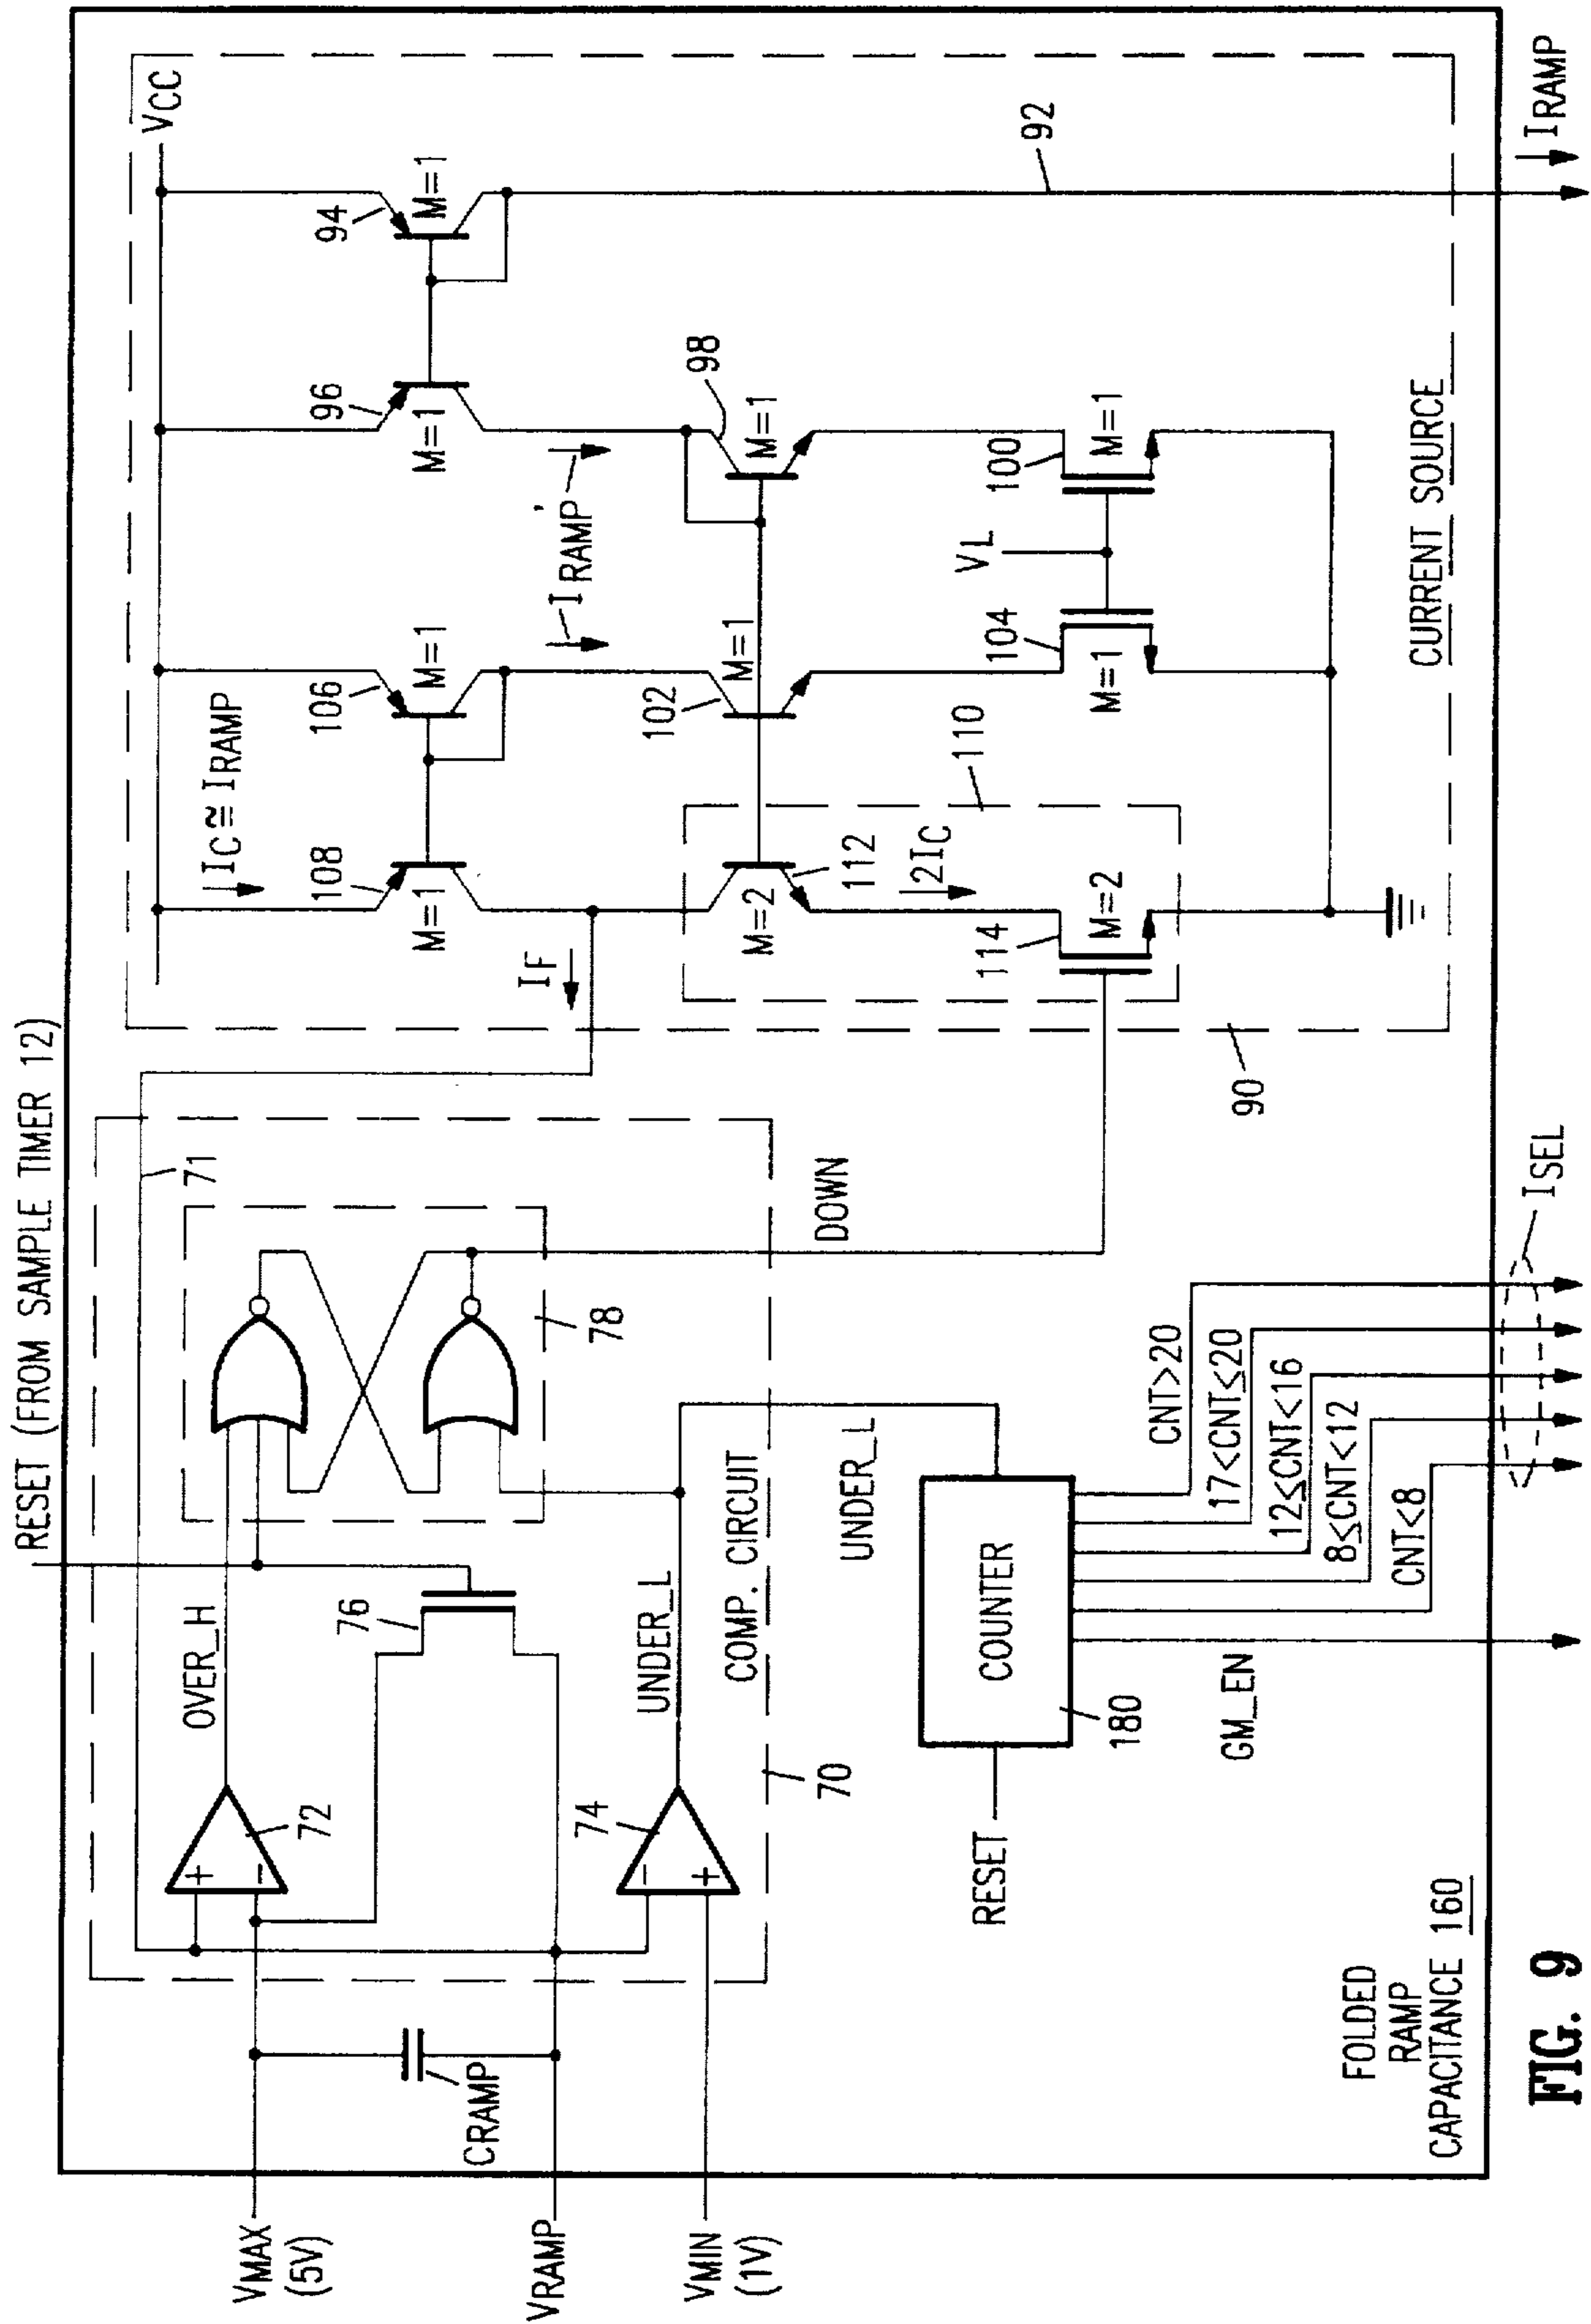 RESET (FROM SAMPLE TIMER 12)
VMAX
(5V)
VRAMP
VMIN
(1V)
CRAMP
72
74
OVER_H
76
UNDER_L
COMP. CIRCUIT
70
71
78
DOWN
UNDER_L
RESET
COUNTER
180
GM_EN
CNT>20
17<CNT≤20
12≤CNT<16
8≤CNT<12
CNT<8
ISEL
VCC
IC≅IRAMP
108
M=1
106
M=1
96
M=1
94
M=1
IF
IRAMP'
102
M=1
98
M=1
M=2
112
110
2IC
114
M=2
104
M=1
VL
100
M=1
92
IRAMP
90
CURRENT SOURCE
FOLDED
RAMP
CAPACITANCE 160
FIG. 9